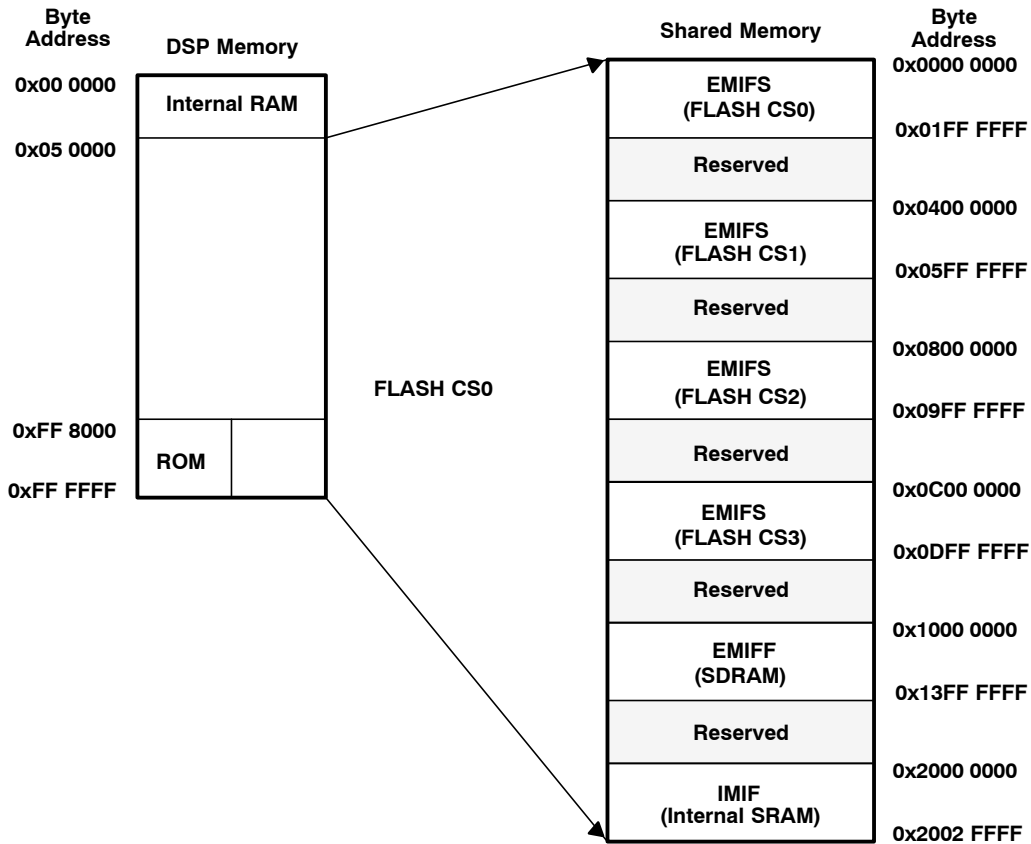 Byte
Address
DSP Memory
0x00 0000
Internal RAM
0x05 0000
0xFF 8000
ROM
0xFF FFFF
FLASH CS0
Shared Memory
Byte
Address
0x0000 0000
EMIFS
(FLASH CS0)
0x01FF FFFF
Reserved
0x0400 0000
EMIFS
(FLASH CS1)
0x05FF FFFF
Reserved
0x0800 0000
EMIFS
(FLASH CS2)
0x09FF FFFF
Reserved
0x0C00 0000
EMIFS
(FLASH CS3)
0x0DFF FFFF
Reserved
0x1000 0000
EMIFF
(SDRAM)
0x13FF FFFF
Reserved
0x2000 0000
IMIF
(Internal SRAM)
0x2002 FFFF